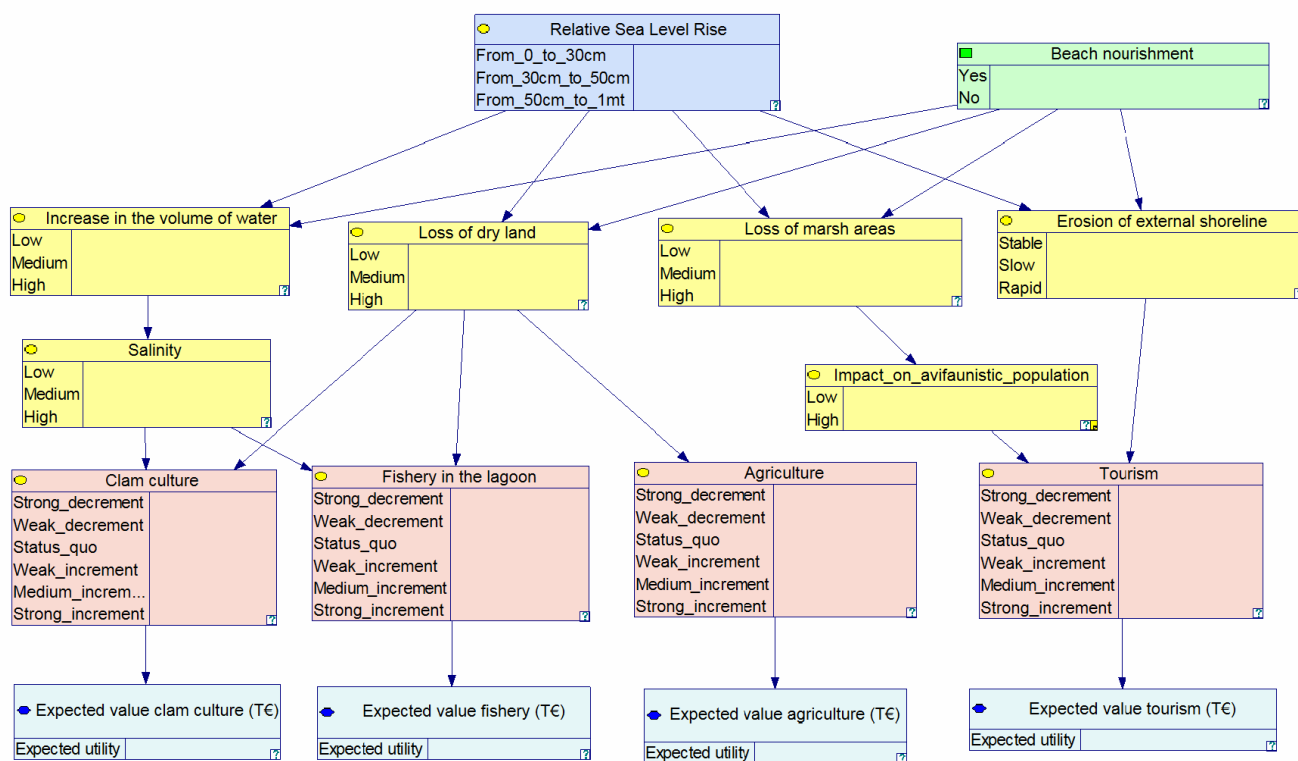 Relative Sea Level Rise
From_0_to_30cm
From_30cm_to_50cm
From_50cm_to_1mt
?
Beach nourishment
Yes
No
?
Increase in the volume of water
Low
Medium
High
?
Loss of dry land
Low
Medium
High
?
Loss of marsh areas
Low
Medium
High
?
Erosion of external shoreline
Stable
Slow
Rapid
?
Salinity
Low
Medium
High
?
Impact_on_avifaunistic_population
Low
High
?
Clam culture
Strong_decrement
Weak_decrement
Status_quo
Weak_increment
Medium_increm...
Strong_increment
?
Fishery in the lagoon
Strong_decrement
Weak_decrement
Status_quo
Weak_increment
Medium_increment
Strong_increment
?
Agriculture
Strong_decrement
Weak_decrement
Status_quo
Weak_increment
Medium_increment
Strong_increment
?
Tourism
Strong_decrement
Weak_decrement
Status_quo
Weak_increment
Medium_increment
Strong_increment
?
Expected value clam culture (T€)
Expected utility
?
Expected value fishery (T€)
Expected utility
?
Expected value agriculture (T€)
Expected utility
?
Expected value tourism (T€)
Expected utility
?